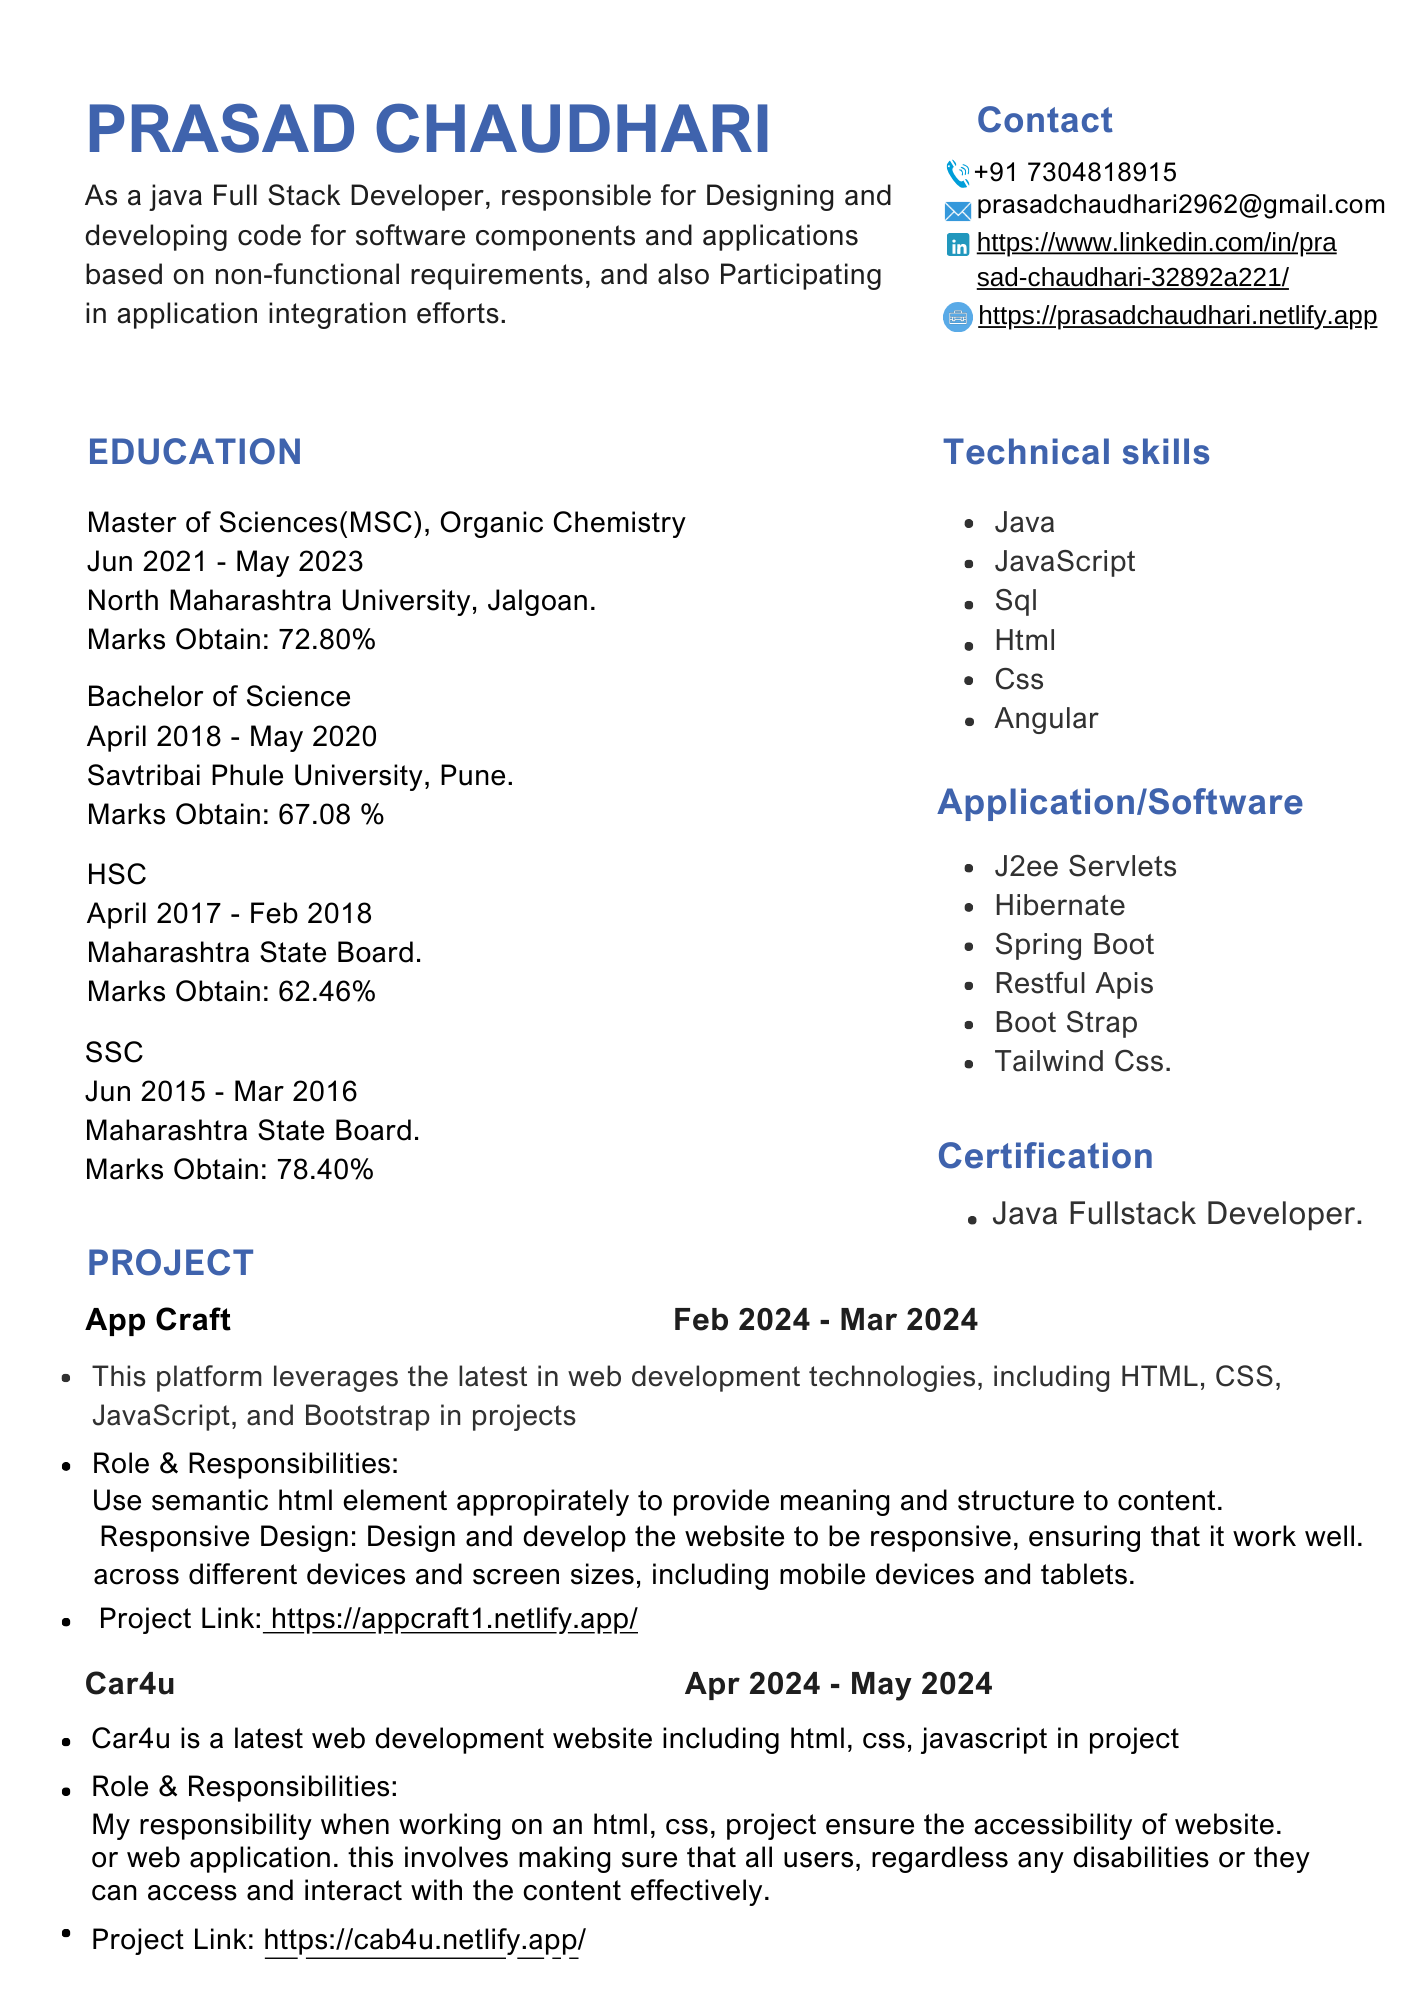 PRASAD CHAUDHARI
As a java Full Stack Developer, responsible for Designing and
developing code for software components and applications
based on non-functional requirements, and also Participating
in application integration efforts.
Contact
+91 7304818915
prasadchaudhari2962@gmail.com
https://www.linkedin.com/in/pra
sad-chaudhari-32892a221/
https://prasadchaudhari.netlify.app
EDUCATION
Master of Sciences(MSC), Organic Chemistry
Jun 2021 - May 2023
North Maharashtra University, Jalgoan.
Marks Obtain: 72.80%
Bachelor of Science
April 2018 - May 2020
Savtribai Phule University, Pune.
Marks Obtain: 67.08 %
HSC
April 2017 - Feb 2018
Maharashtra State Board.
Marks Obtain: 62.46%
SSC
Jun 2015 - Mar 2016
Maharashtra State Board.
Marks Obtain: 78.40%
Technical skills
• Java
• JavaScript
• Sql
• Html
• Css
• Angular
Application/Software
• J2ee Servlets
• Hibernate
• Spring Boot
• Restful Apis
• Boot Strap
• Tailwind Css.
Certification
• Java Fullstack Developer.
PROJECT
App Craft Feb 2024 - Mar 2024
• This platform leverages the latest in web development technologies, including HTML, CSS,
JavaScript, and Bootstrap in projects
• Role & Responsibilities:
Use semantic html element appropirately to provide meaning and structure to content.
Responsive Design: Design and develop the website to be responsive, ensuring that it work well.
across different devices and screen sizes, including mobile devices and tablets.
• Project Link: https://appcraft1.netlify.app/
Car4u Apr 2024 - May 2024
• Car4u is a latest web development website including html, css, javascript in project
• Role & Responsibilities:
My responsibility when working on an html, css, project ensure the accessibility of website.
or web application. this involves making sure that all users, regardless any disabilities or they
can access and interact with the content effectively.
• Project Link: https://cab4u.netlify.app/